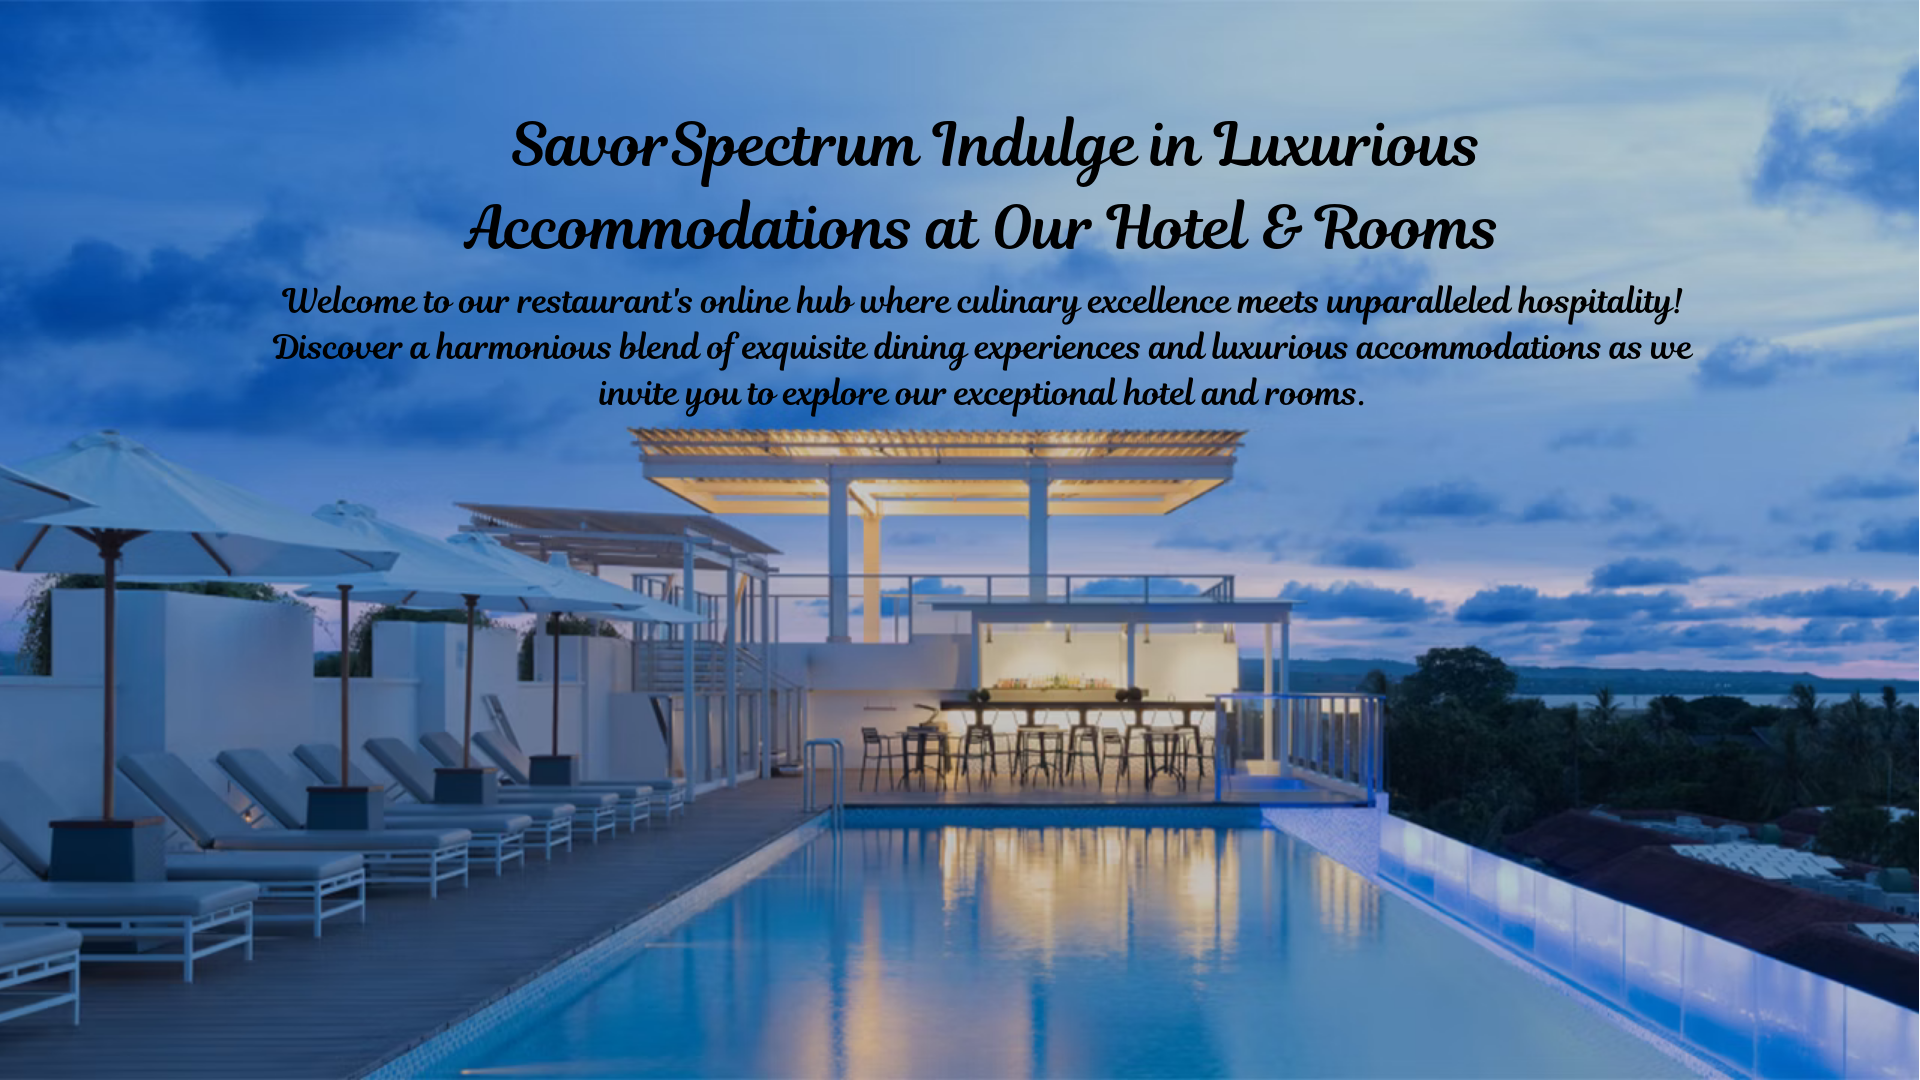 SavorSpectrum Indulge in Luxurious
Accommodations at Our Hotel & Rooms
Welcome to our restaurant's online hub where culinary excellence meets unparalleled hospitality!
Discover a harmonious blend of exquisite dining experiences and luxurious accommodations as we
invite you to explore our exceptional hotel and rooms.